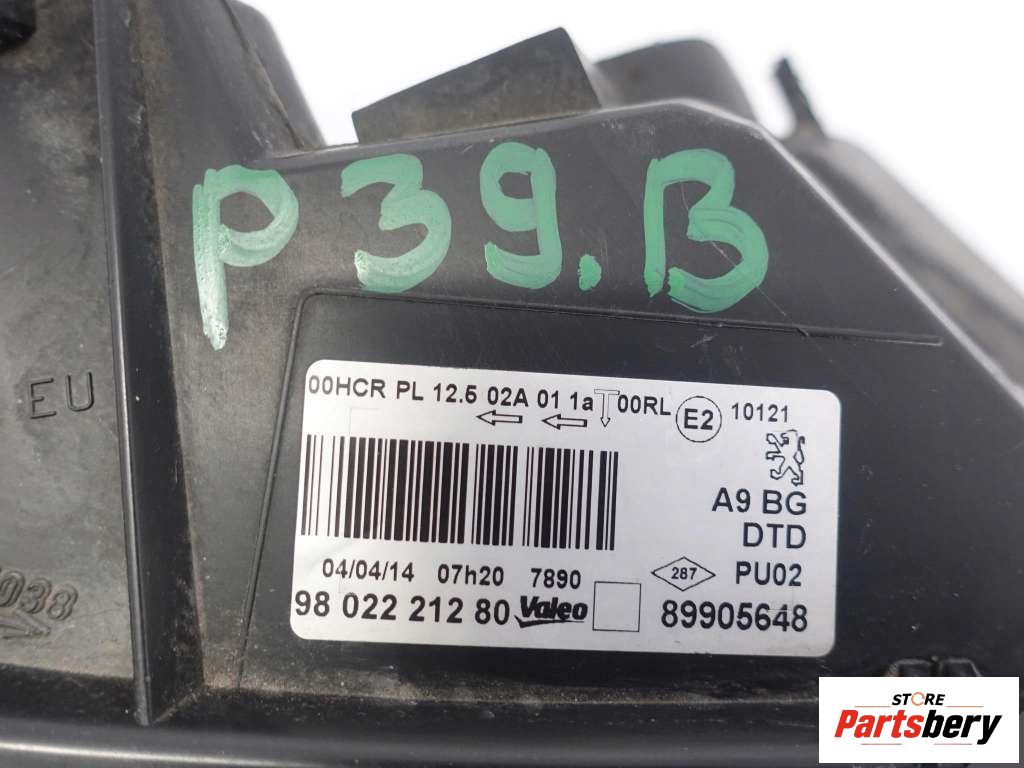 P39.B
EU
00HCR PL 12.5 02A 01 1a 00RL E2 10121
A9 BG
DTD
04/04/14 07h20 7890 287 PU02
98 022 212 80 Valeo 89905648
038
STORE
Partsbery